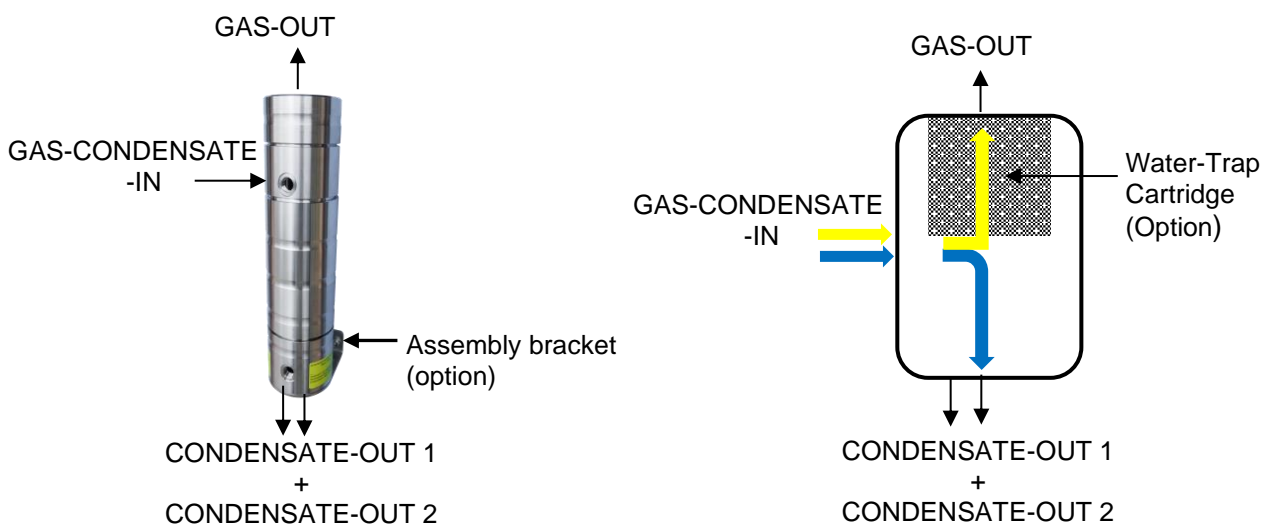 GAS-OUT
GAS-CONDENSATE
-IN
Assembly bracket
(option)
CONDENSATE-OUT 1
+
CONDENSATE-OUT 2
GAS-OUT
Water-Trap
Cartridge
(Option)
GAS-CONDENSATE
-IN
CONDENSATE-OUT 1
+
CONDENSATE-OUT 2